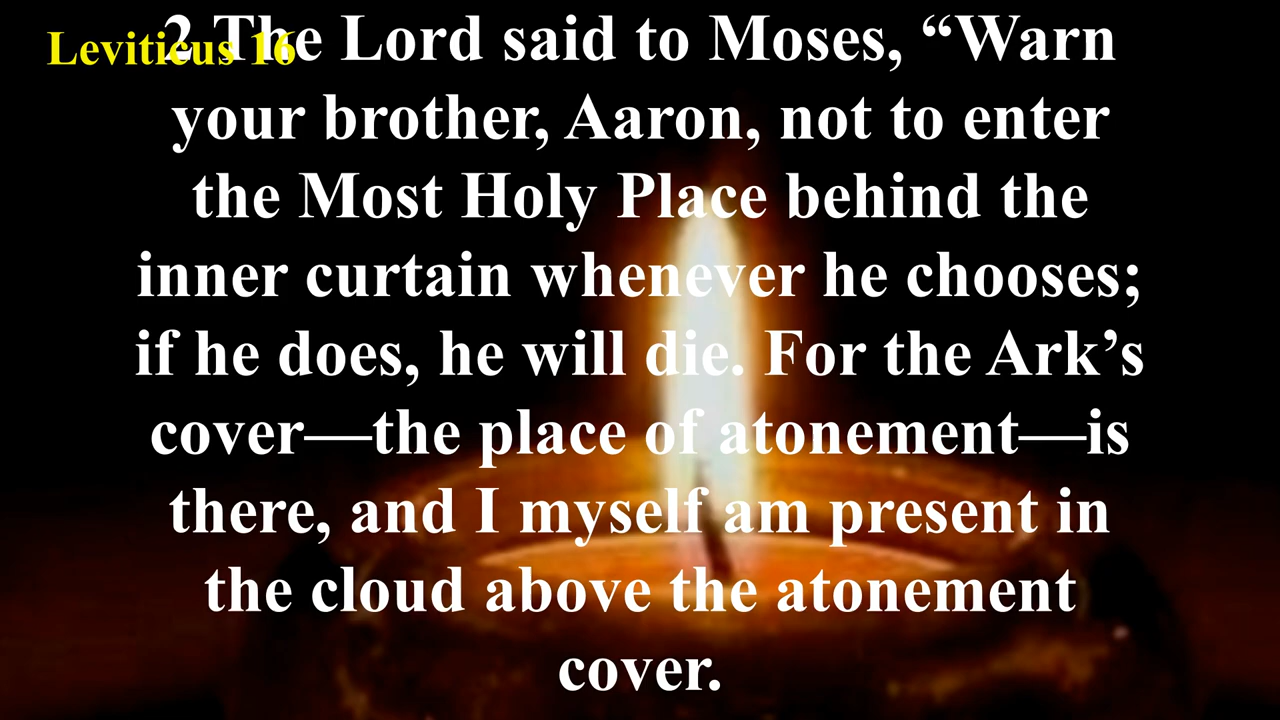 Leviticus 16
2 The Lord said to Moses, “Warn
your brother, Aaron, not to enter
the Most Holy Place behind the
inner curtain whenever he chooses;
if he does, he will die. For the Ark’s
cover—the place of atonement—is
there, and I myself am present in
the cloud above the atonement
cover.